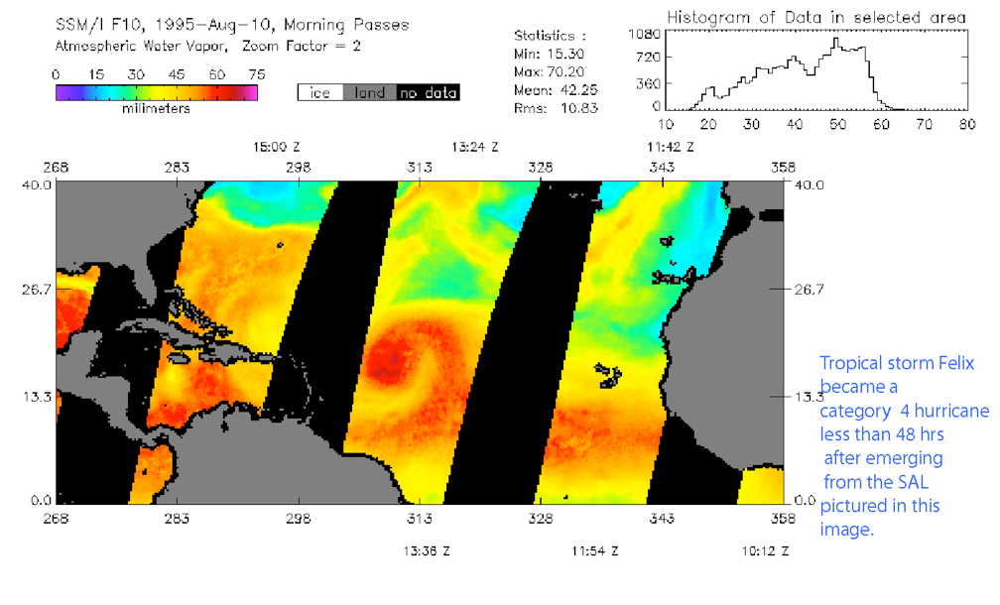 SSM/I F10, 1995-Aug-10, Morning Passes
Atmospheric Water Vapor, Zoom Factor = 2
0 15 30 45 60 75
milimeters
ice land no data
Statistics :
Min: 15.30
Max: 70.20
Mean: 42.25
Rms: 10.83
Histogram of Data in selected area
1080
720
360
0
10 20 30 40 50 60 70 80
15:00 Z 13:24 Z 11:42 Z
268 283 298 313 328 343 358
40.0 40.0
26.7 26.7
13.3 13.3
0.0 0.0
268 283 298 313 328 343 358
13:36 Z 11:54 Z 10:12 Z
Tropical storm Felix
became a
category 4 hurricane
less than 48 hrs
after emerging
from the SAL
pictured in this
image.